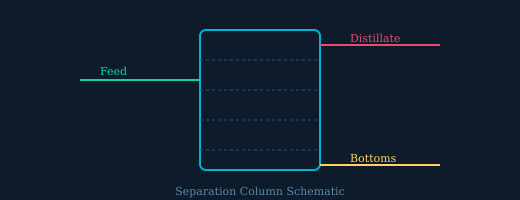 Distillate
Feed
Bottoms
Separation Column Schematic